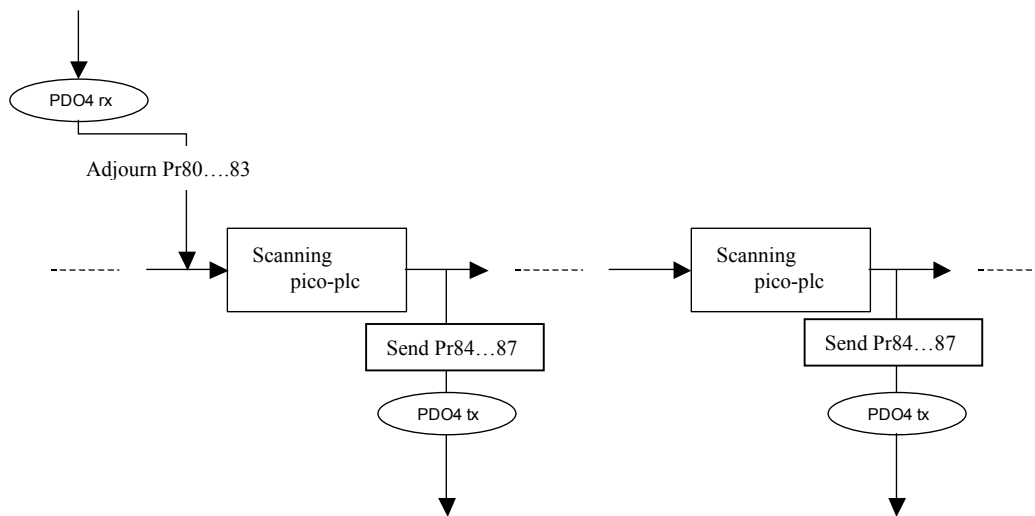 PDO4 rx
Adjourn Pr80....83
Scanning
pico-plc
Scanning
pico-plc
Send Pr84…87
Send Pr84…87
PDO4 tx
PDO4 tx